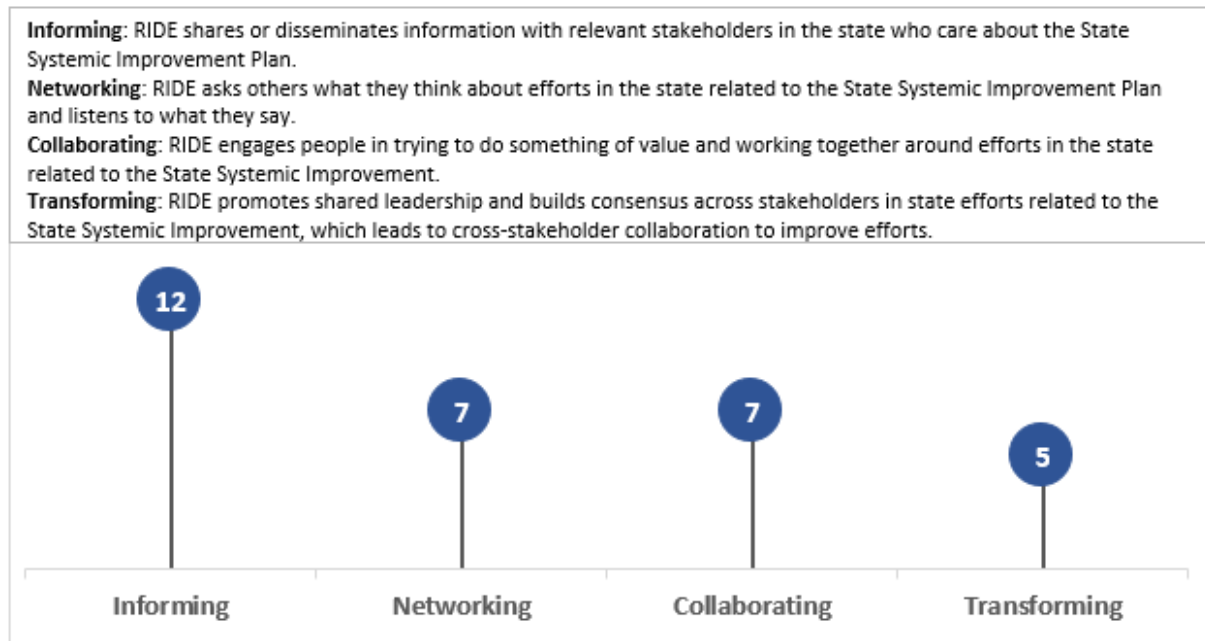 Informing: RIDE shares or disseminates information with relevant stakeholders in the state who care about the State
Systemic Improvement Plan.
Networking: RIDE asks others what they think about efforts in the state related to the State Systemic Improvement Plan
and listens to what they say.
Collaborating: RIDE engages people in trying to do something of value and working together around efforts in the state
related to the State Systemic Improvement.
Transforming: RIDE promotes shared leadership and builds consensus across stakeholders in state efforts related to the
State Systemic Improvement, which leads to cross-stakeholder collaboration to improve efforts.
12
7
7
5
Informing
Networking
Collaborating
Transforming